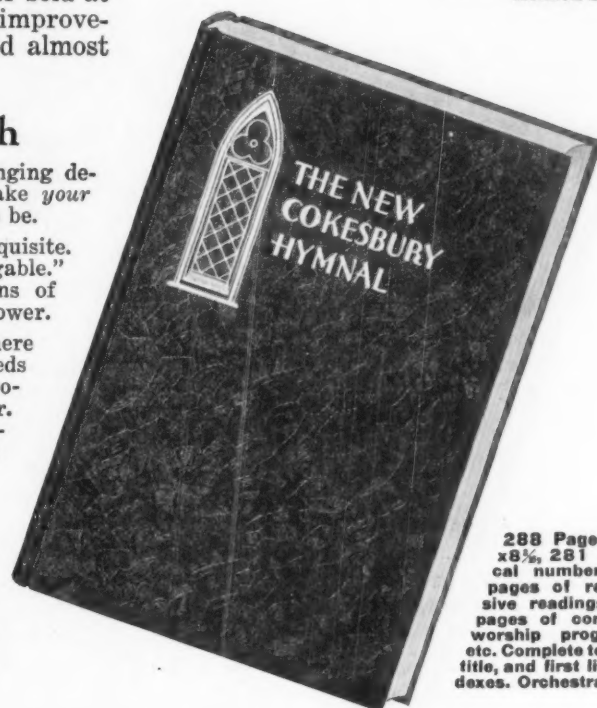 improve-
d almost
h
nging de-
ake your
be.
quisite.
gable."
ns of
ower.
here
eds
o-
r.
-
THE NEW
COKESBURY
HYMNAL
288 Page
x8⅝, 281
cal number
pages of re
sive readings
pages of con
worship prog
etc. Complete to
title, and first li
dexes. Orchestra